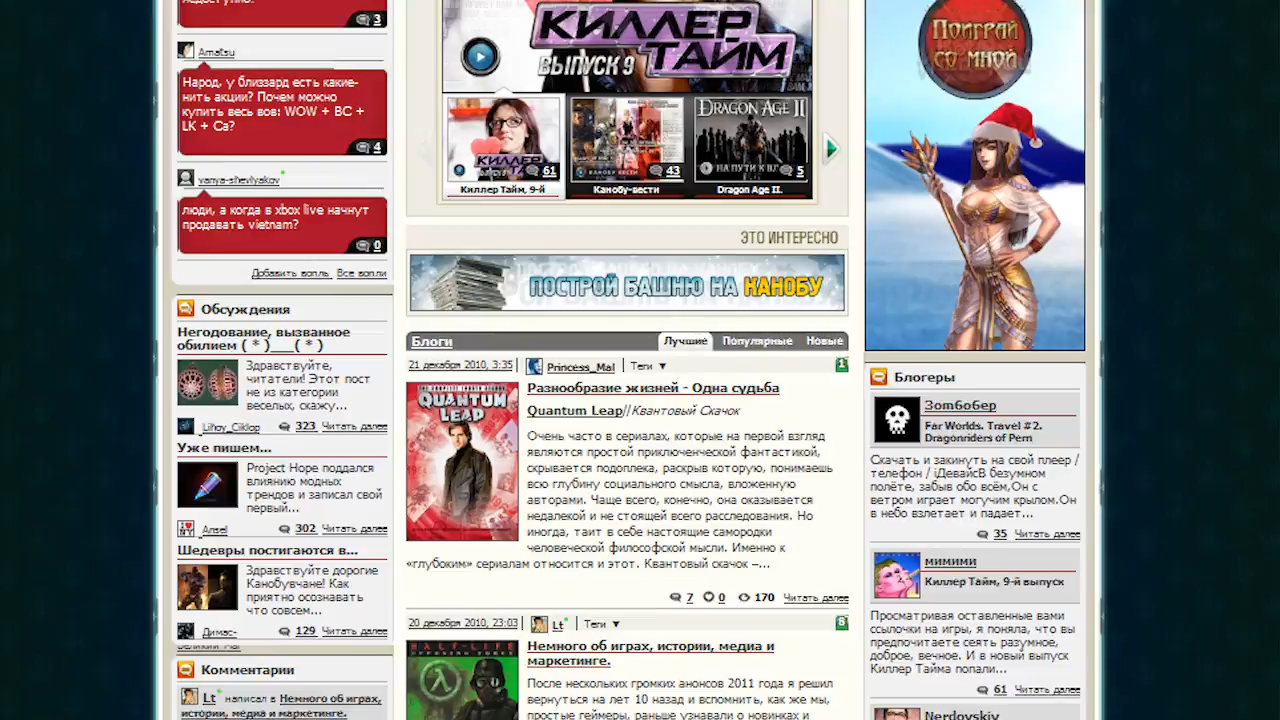 недоступно!
3
Amatsu
Народ, у близзард есть какие-
нить акции? Почем можно
купить весь вов: WOW + BC +
LK + Ca?
4
vanya-shevlyakov
люди, а когда в xbox live начнут
продавать vietnam?
0
Добавить вопль Все вопли
Обсуждения
Негодование, вызванное
обилием ( * )___( * )
Здравствуйте,
читатели! Этот пост
не из категории
веселых, скажу...
Lihoy_Ciklop 323 Читать далее
Уже пишем...
Project Hope поддался
влиянию модных
трендов и записал свой
первый...
Ansel 302 Читать далее
Шедевры постигаются в...
Здравствуйте дорогие
Канобувчане! Как
приятно осознавать
что совсем...
Димас- 129 Читать далее
Комментарии
Lt написал в Немного об играх,
истории, медиа и маркетинге.
КИЛЛЕР
ТАЙМ
ВЫПУСК 9
КИЛЛЕР
61
Киллер Тайм, 9-й
КАНОБУ ВЕСТИ
43
Канобу-вести
DRAGON AGE II
НА ПУТИ К
5
Dragon Age II.
ЭТО ИНТЕРЕСНО
ПОСТРОЙ БАШНЮ НА КАНОБУ
Блоги
Лучшие Популярные Новые
21 декабря 2010, 3:35 Princess_Mal Теги ▼ 1
QUANTUM
LEAP
Разнообразие жизней - Одна судьба
Quantum Leap//Квантовый Скачок
Очень часто в сериалах, которые на первой взгляд
являются простой приключенческой фантастикой,
скрывается подоплека, раскрыв которую, понимаешь
всю глубину социального смысла, вложенную
авторами. Чаще всего, конечно, она оказывается
недалекой и не стоящей всего расследования. Но
иногда, таит в себе настоящие самородки
человеческой философской мысли. Именно к
«глубоким» сериалам относится и этот. Квантовый скачок –...
7 0 170 Читать далее
20 декабря 2010, 23:03 Lt Теги ▼ 8
HALF-LIFE
Немного об играх, истории, медиа и
маркетинге.
После нескольких громких анонсов 2011 года я решил
вернуться на лет 10 назад и вспомнить, как же мы,
простые геймеры, раньше узнавали о новинках и
ПОИГРАЙ
СО МНОЙ
Блогеры
Зомбобер
Far Worlds. Travel #2.
Dragonriders of Pern
Скачать и закинуть на свой плеер /
телефон / iДевайсВ безумном
полёте, забыв обо всём,Он с
ветром играет могучим крылом.Он
в небо взлетает и падает...
35 Читать далее
мимими
Киллер Тайм, 9-й выпуск
Просматривая оставленные вами
ссылочки на игры, я поняла, что вы
предпочитаете сеять разумное,
доброе, вечное. И в новый выпуск
Киллер Тайма попали...
61 Читать далее
Nerdovskiy